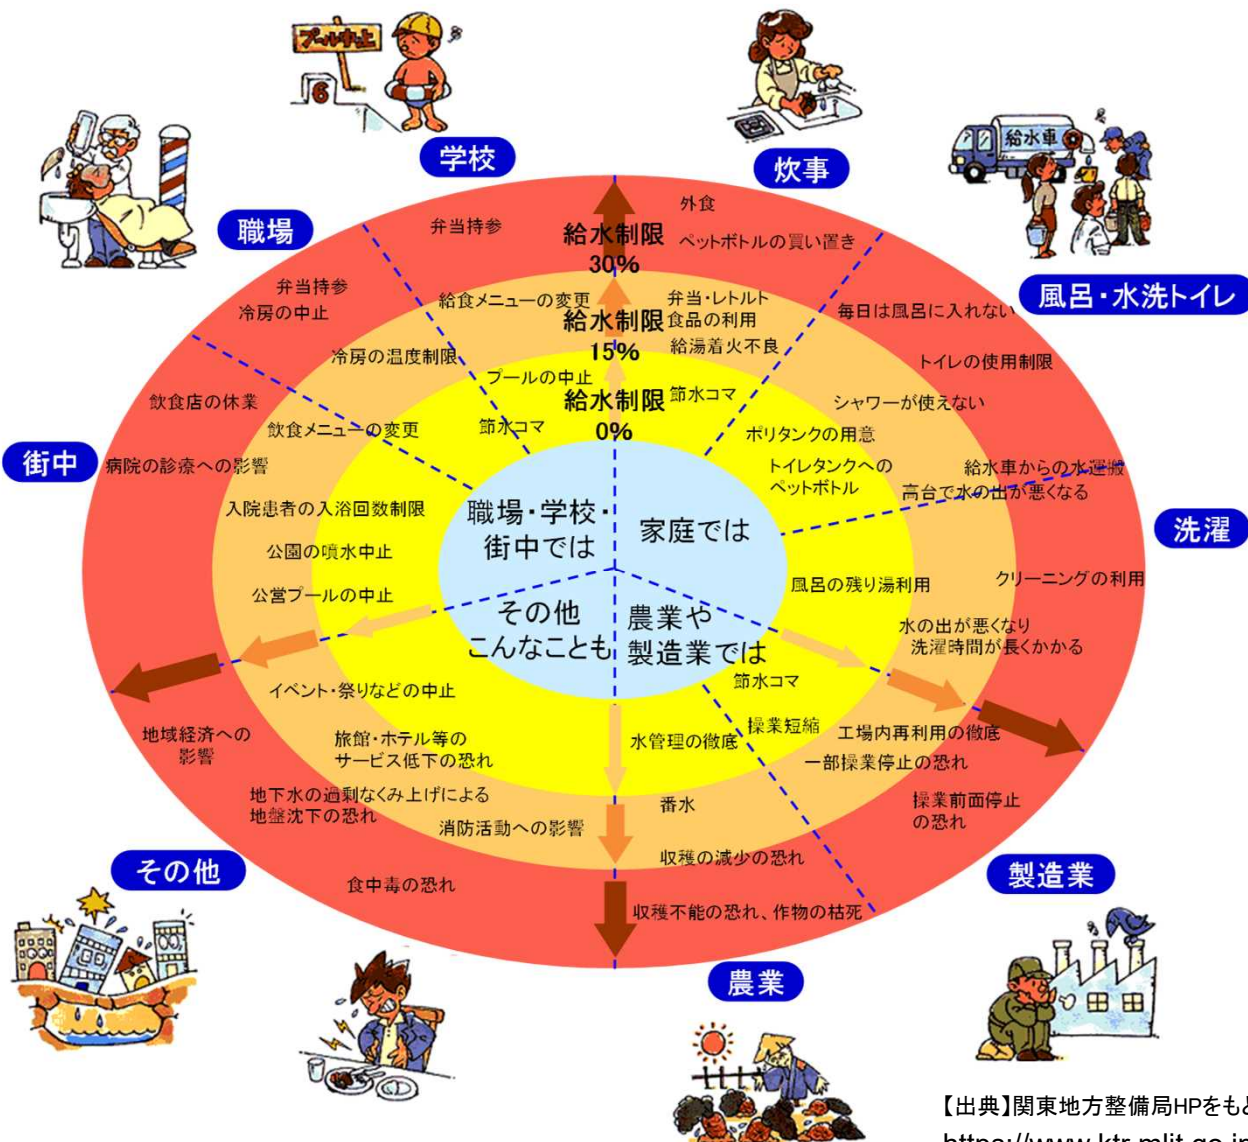 プール中止
6
学校
炊事
給水車
職場
風呂・水洗トイレ
街中
洗濯
その他
製造業
農業
給水制限
30%
給水制限
15%
給水制限
0%
弁当持参
外食
ペットボトルの買い置き
弁当持参
冷房の中止
給食メニューの変更
弁当・レトルト
食品の利用
給湯着火不良
毎日は風呂に入れない
トイレの使用制限
冷房の温度制限
プールの中止
節水コマ
シャワーが使えない
飲食店の休業
飲食メニューの変更
節水コマ
ポリタンクの用意
病院の診療への影響
トイレタンクへの
ペットボトル
給水車からの水運搬
高台で水の出が悪くなる
入院患者の入浴回数制限
職場・学校・
街中では
家庭では
公園の噴水中止
公営プールの中止
風呂の残り湯利用
クリーニングの利用
その他
こんなことも
農業や
製造業では
水の出が悪くなり
洗濯時間が長くかかる
節水コマ
イベント・祭りなどの中止
地域経済への
影響
旅館・ホテル等の
サービス低下の恐れ
水管理の徹底
操業短縮
工場内再利用の徹底
一部操業停止の恐れ
地下水の過剰なくみ上げによる
地盤沈下の恐れ
消防活動への影響
番水
操業前面停止
の恐れ
収穫の減少の恐れ
食中毒の恐れ
収穫不能の恐れ、作物の枯死
【出典】関東地方整備局HPをもと
https://www.ktr.mlit.go.jp